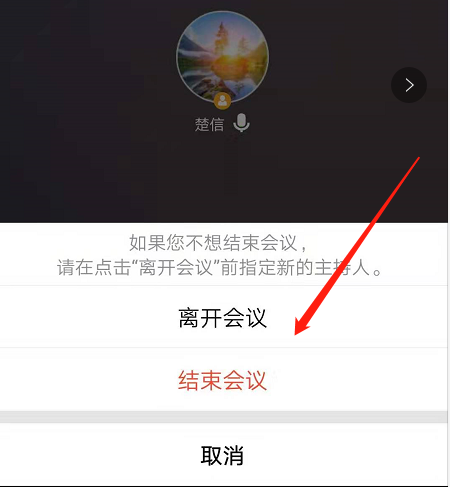 楚信
如果您不想结束会议，
请在点击“离开会议”前指定新的主持人。
离开会议
结束会议
取消